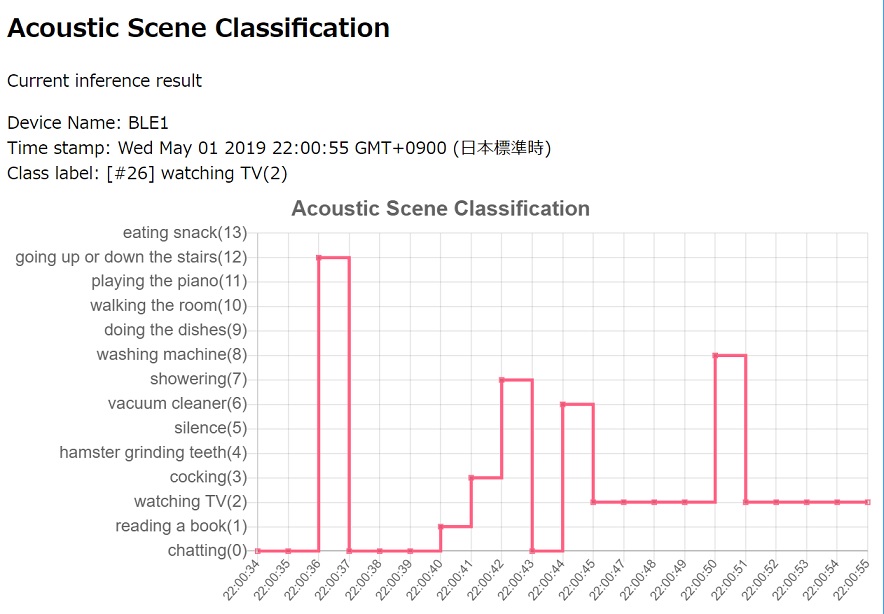 Acoustic Scene Classification
Current inference result
Device Name: BLE1
Time stamp: Wed May 01 2019 22:00:55 GMT+0900 (日本標準時)
Class label: [#26] watching TV(2)
Acoustic Scene Classification
eating snack(13)
going up or down the stairs(12)
playing the piano(11)
walking the room(10)
doing the dishes(9)
washing machine(8)
showering(7)
vacuum cleaner(6)
silence(5)
hamster grinding teeth(4)
cocking(3)
watching TV(2)
reading a book(1)
chatting(0)
22:00:34
22:00:35
22:00:36
22:00:37
22:00:38
22:00:39
22:00:40
22:00:41
22:00:42
22:00:43
22:00:44
22:00:45
22:00:47
22:00:48
22:00:49
22:00:50
22:00:51
22:00:52
22:00:53
22:00:54
22:00:55